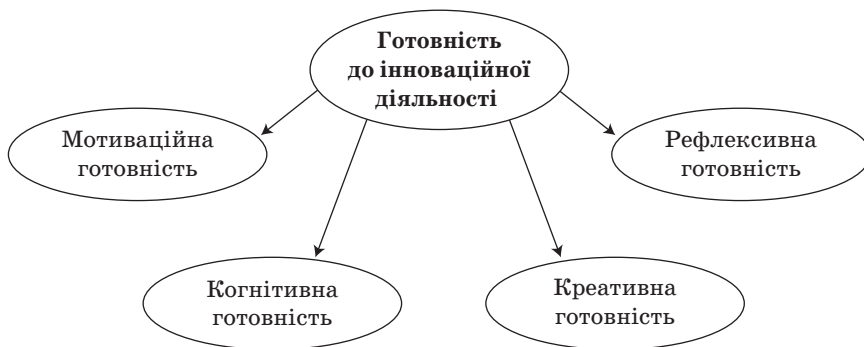 Готовність
до інноваційної
діяльності
Мотиваційна
готовність
Рефлексивна
готовність
Когнітивна
готовність
Креативна
готовність